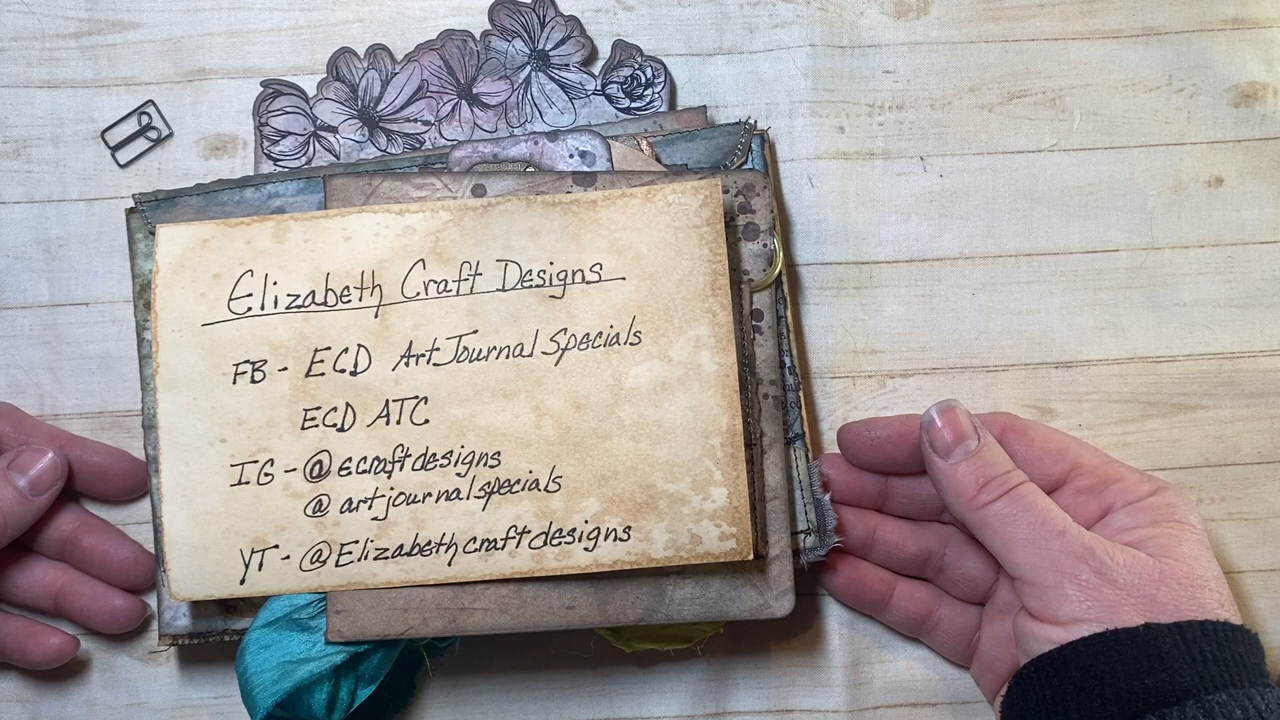 Elizabeth Craft Designs
FB - ECD Art Journal Specials
ECD ATC
IG - @ecraftdesigns
@artjournalspecials
YT - @Elizabethcraftdesigns